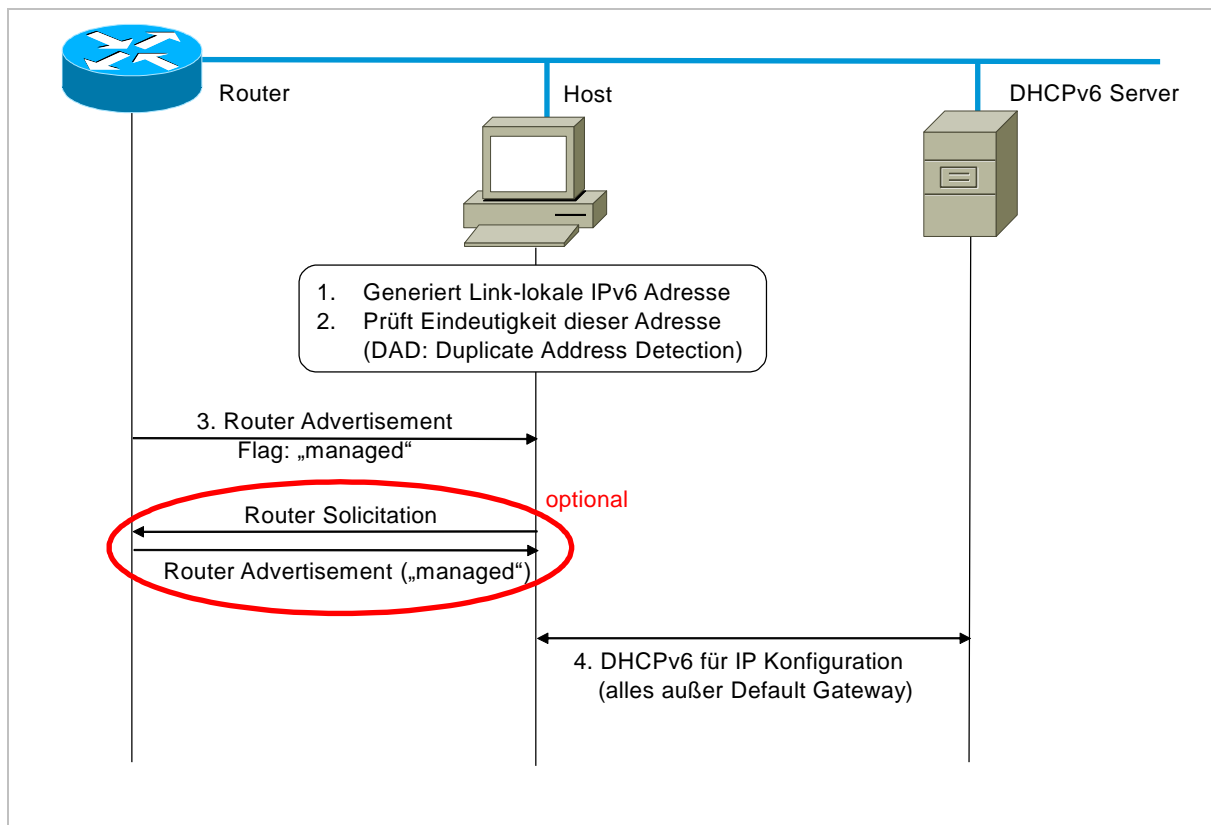 Router
Host
DHCPv6 Server
1. Generiert Link-lokale IPv6 Adresse
2. Prüft Eindeutigkeit dieser Adresse
(DAD: Duplicate Address Detection)
3. Router Advertisement
Flag: „managed“
optional
Router Solicitation
Router Advertisement („managed“)
4. DHCPv6 für IP Konfiguration
(alles außer Default Gateway)